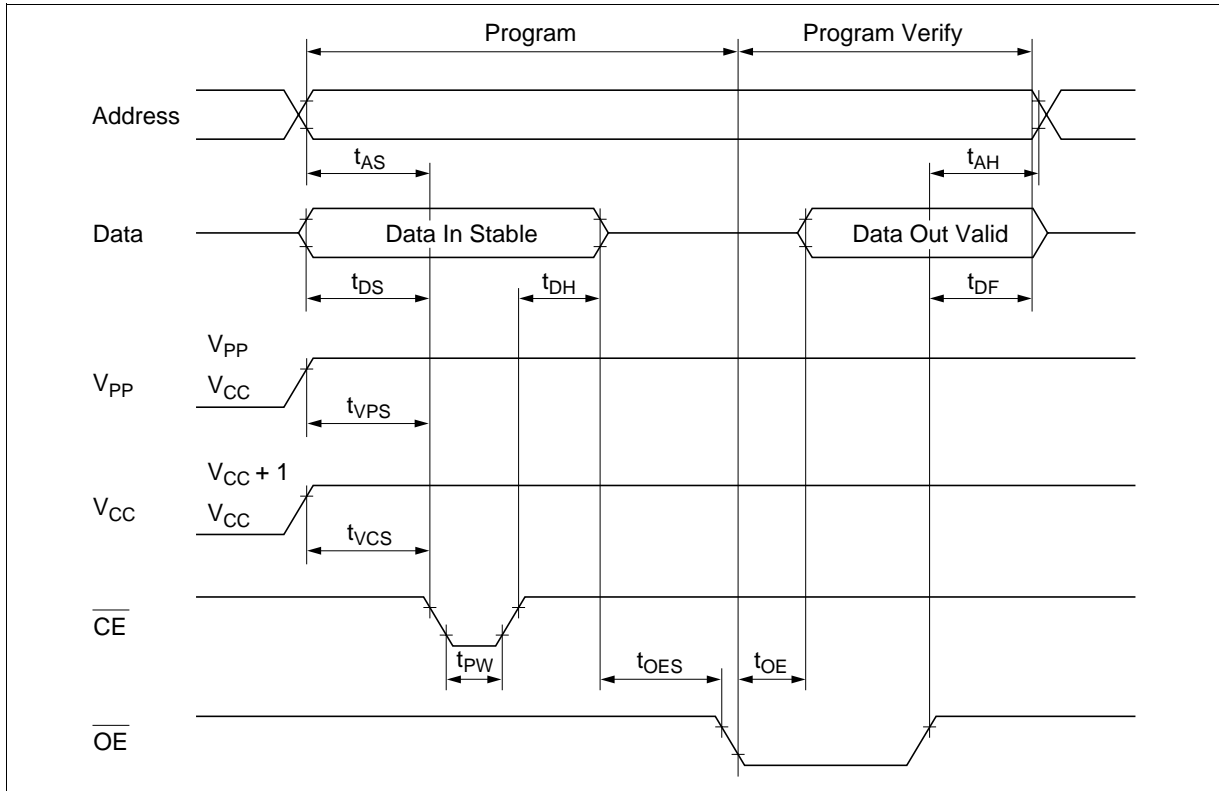 Program Program Verify
Address
tAS tAH
Data Data In Stable Data Out Valid
tDS tDH tDF
VPP
VPP
VCC
tVPS
VCC + 1
VCC
VCC
tVCS
CE
tPW tOES tOE
OE